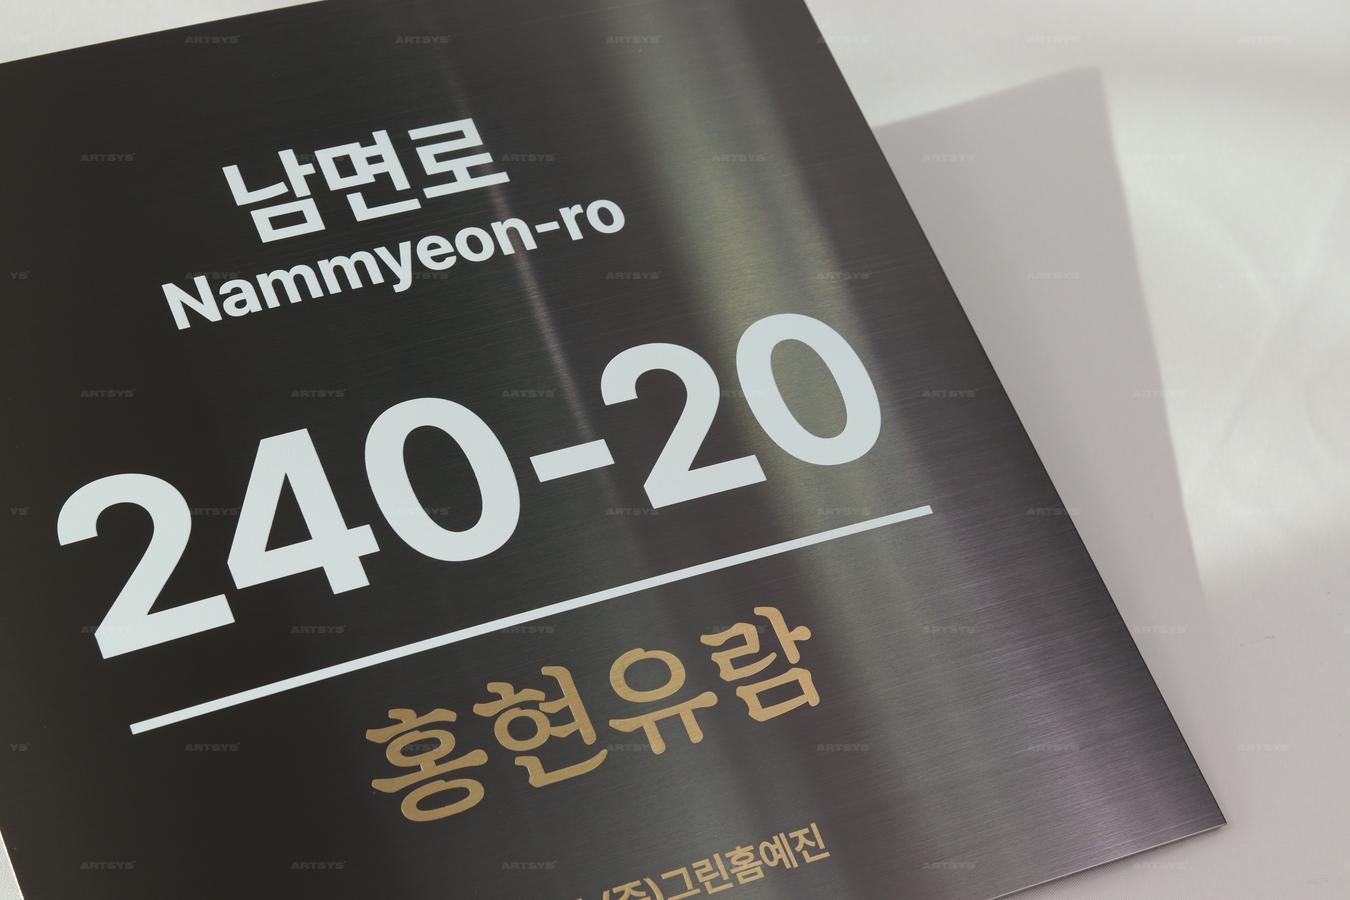 남면로
Nammyeon-ro
240-20
홍현유람
(주)그린홈예진